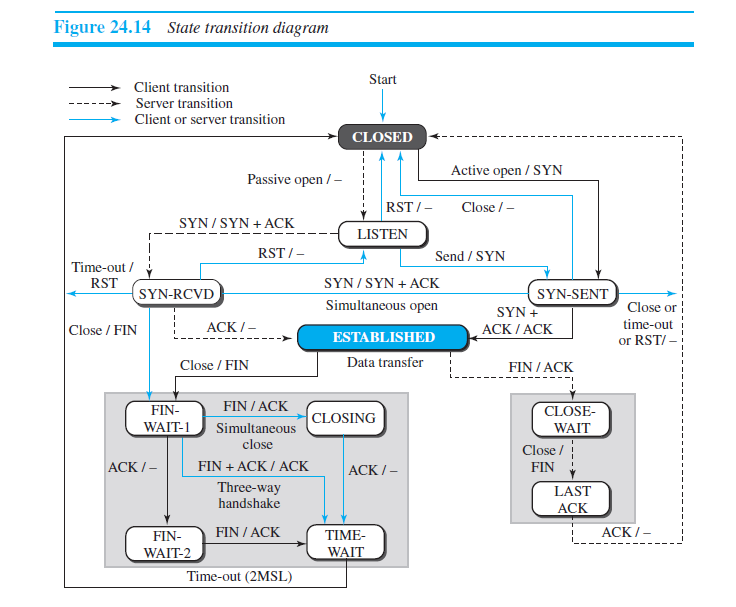 Figure 24.14 State transition diagram
Client transition
Server transition
Client or server transition
Start
CLOSED
Passive open / –
Active open / SYN
RST / –
Close / –
SYN / SYN + ACK
LISTEN
RST / –
Send / SYN
Time-out /
RST
SYN-RCVD
SYN / SYN + ACK
Simultaneous open
SYN-SENT
Close or
time-out
or RST/ –
Close / FIN
ACK / –
ESTABLISHED
SYN +
ACK / ACK
Close / FIN
Data transfer
FIN / ACK
FIN-
WAIT-1
FIN / ACK
Simultaneous
close
CLOSING
CLOSE-
WAIT
ACK / –
FIN + ACK / ACK
Three-way
handshake
ACK / –
Close /
FIN
LAST
ACK
FIN-
WAIT-2
FIN / ACK
TIME-
WAIT
ACK / –
Time-out (2MSL)